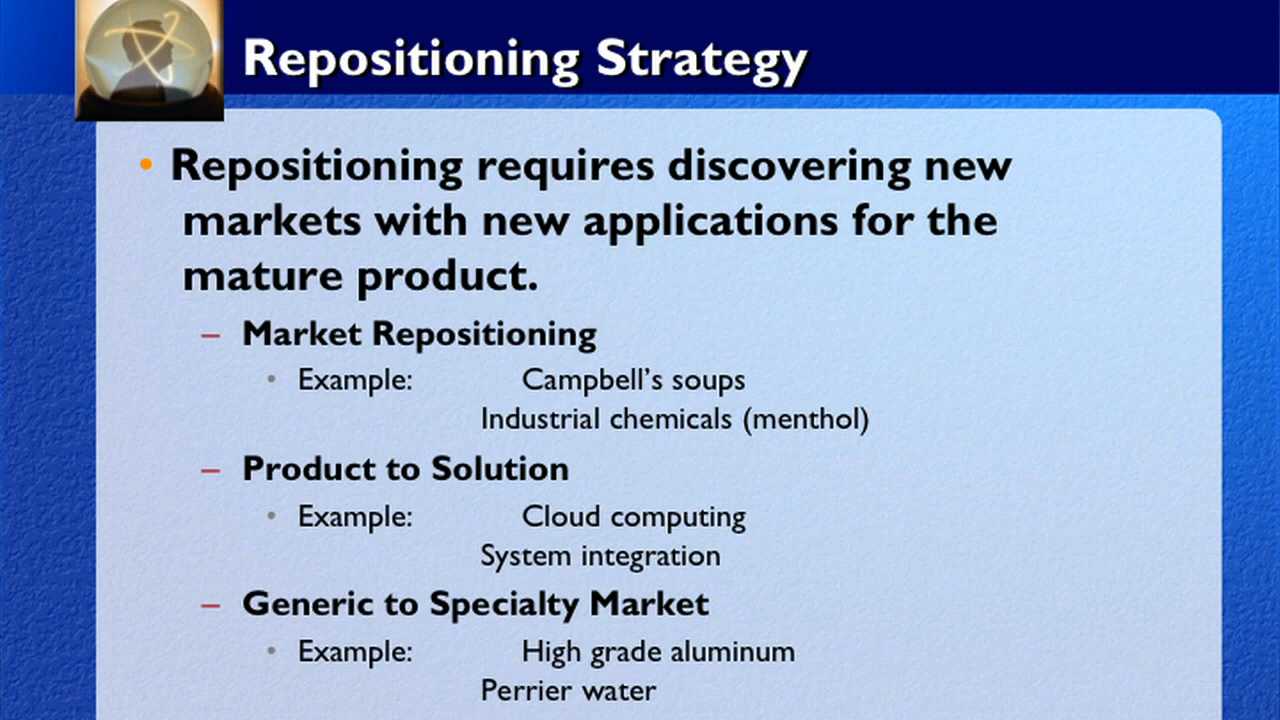 Repositioning Strategy
• Repositioning requires discovering new
markets with new applications for the
mature product.
– Market Repositioning
• Example: Campbell’s soups
Industrial chemicals (menthol)
– Product to Solution
• Example: Cloud computing
System integration
– Generic to Specialty Market
• Example: High grade aluminum
Perrier water